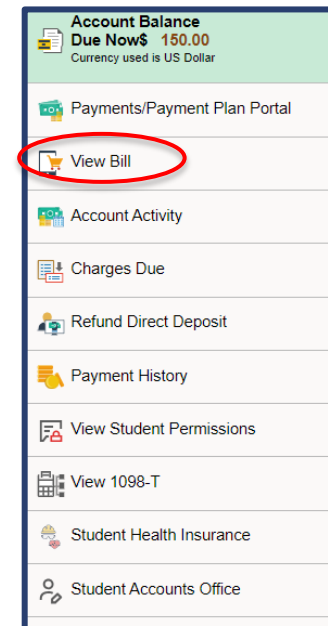 Account Balance
Due Now$ 150.00
Currency used is US Dollar
Payments/Payment Plan Portal
View Bill
Account Activity
Charges Due
Refund Direct Deposit
Payment History
View Student Permissions
View 1098-T
Student Health Insurance
Student Accounts Office